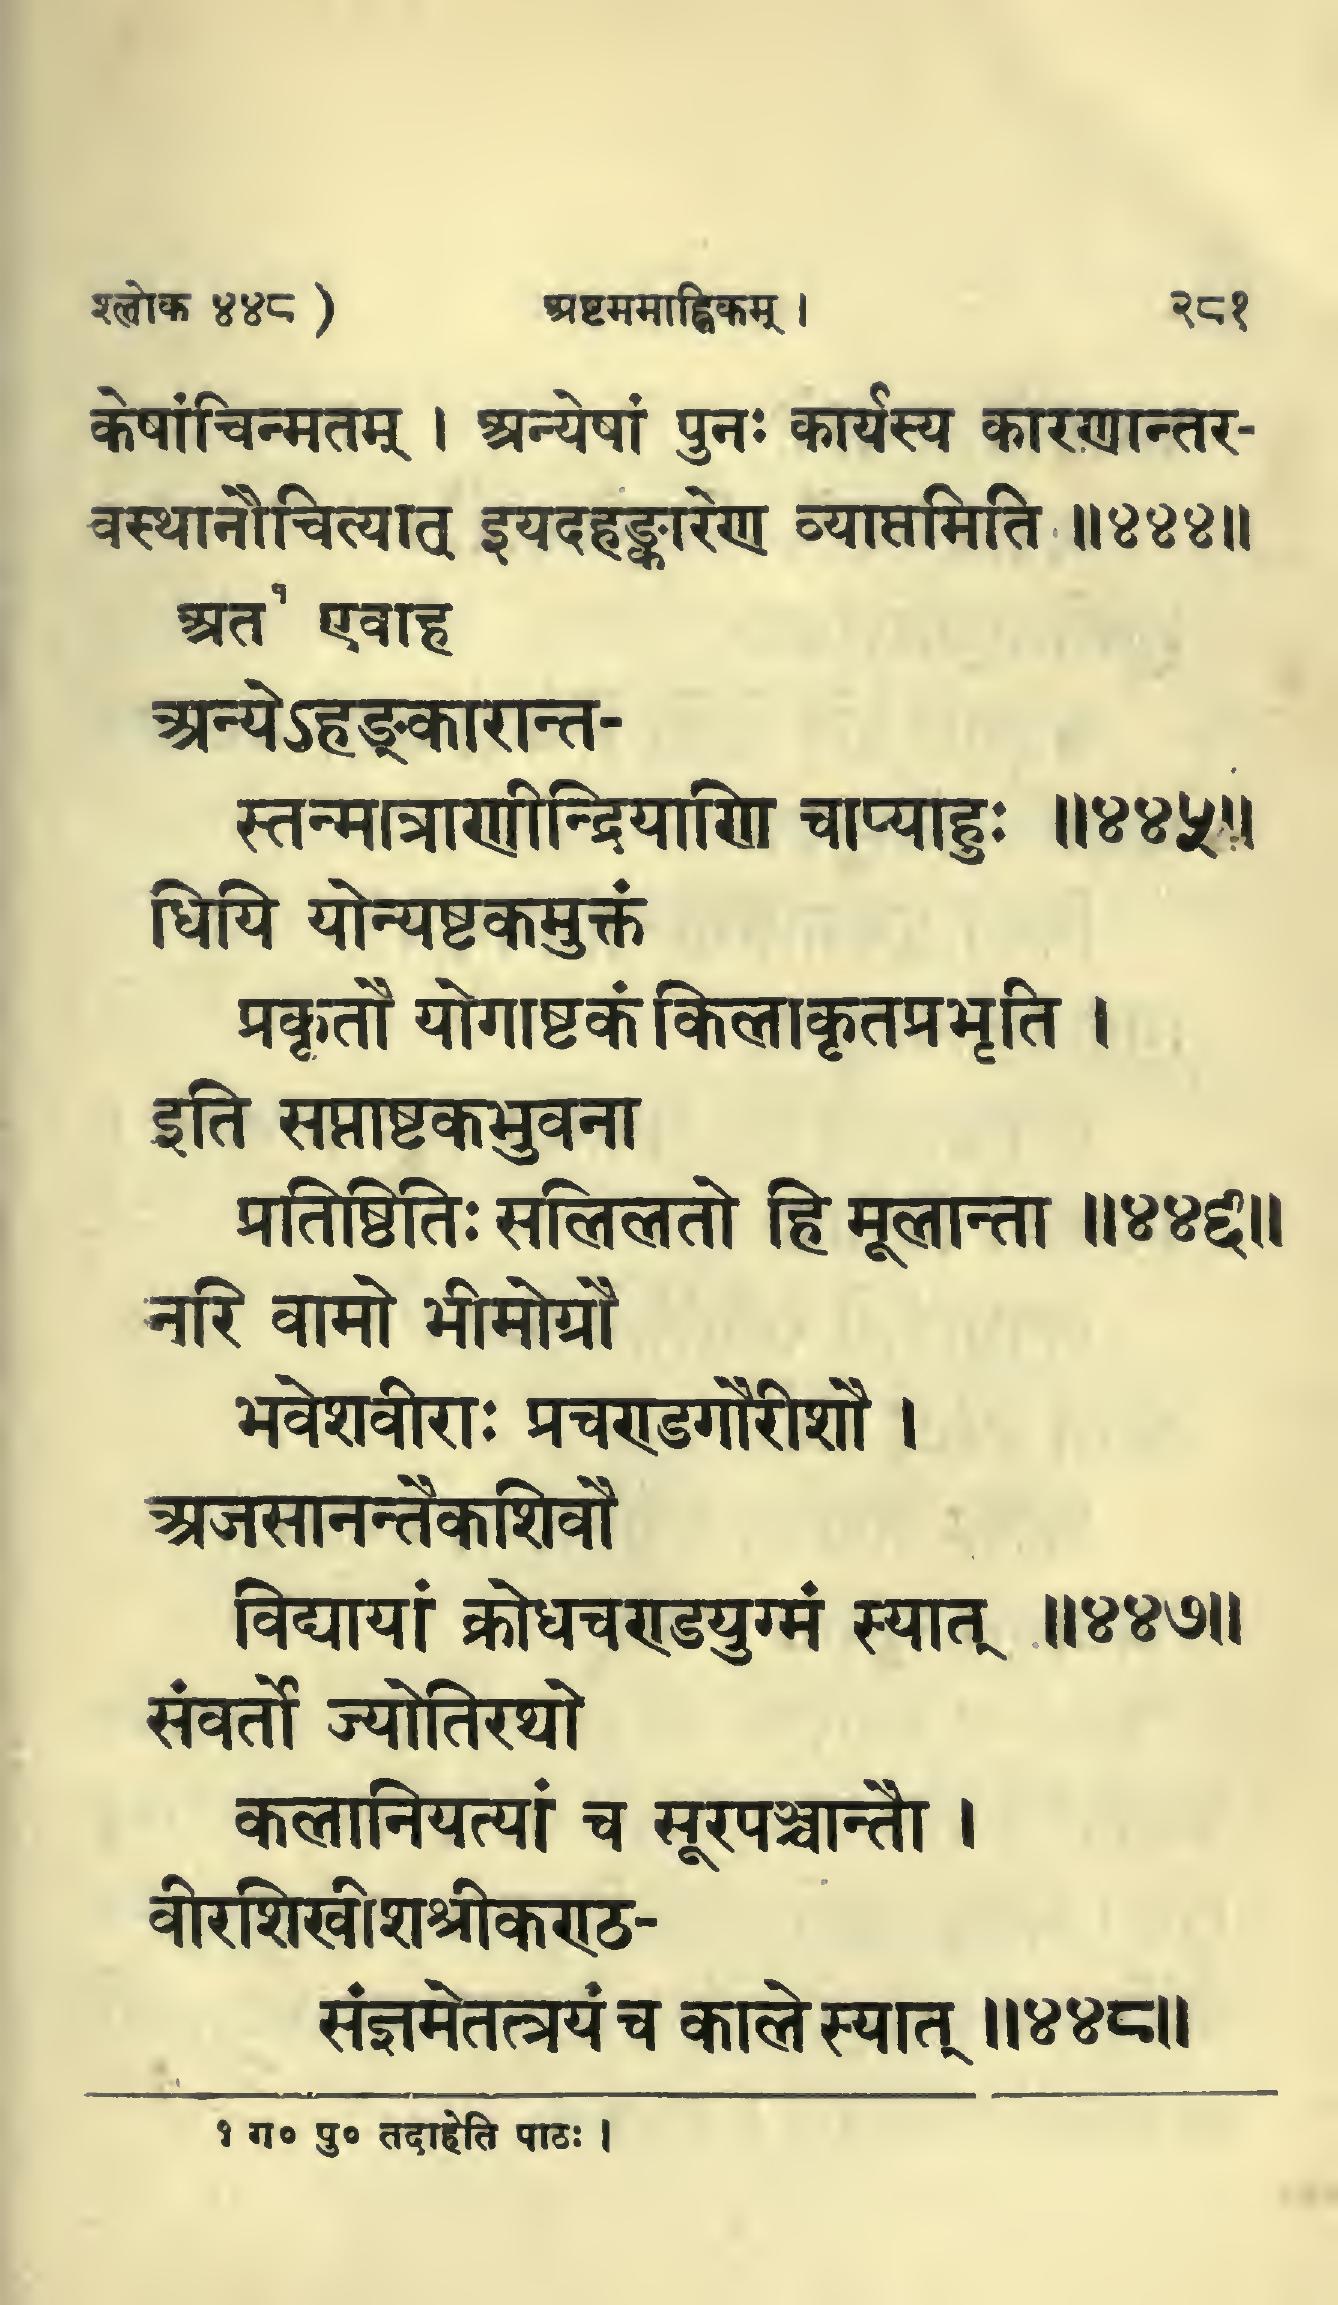 श्लोक ४४८ )
अष्टममाह्निकम् ।
२८१
केषांचिन्मतम् । अन्येषां पुनः कार्यस्य कारणान्तर-
वस्थानौचित्यात् इयदहङ्कारेण व्याप्तमिति ॥४४४॥
अत१ एवाह
अन्येऽहङ्कारान्त-
स्तन्मात्राणीन्द्रियाणि चाप्याहुः ॥४४५॥
धियि योन्यष्टकमुक्तं
प्रकृतौ योगाष्टकं किलाकृतप्रभृति ।
इति सप्ताष्टकभुवना
प्रतिष्ठितिः सलिलतो हि मूलान्ता ॥४४६॥
नरि वामो भीमोग्रौ
भवेशवीराः प्रचण्डगौरीशौ ।
अजसानन्तैकशिवौ
विद्यायां क्रोधचण्डयुग्मं स्यात् ॥४४७॥
संवर्तो ज्योतिरथो
कलानियत्यां च सूरपञ्चान्तौ ।
वीरशिखीशश्रीकण्ठ-
संज्ञमेतत्त्रयं च काले स्यात् ॥४४८॥
१ ग० पु० तदाहेति पाठः ।